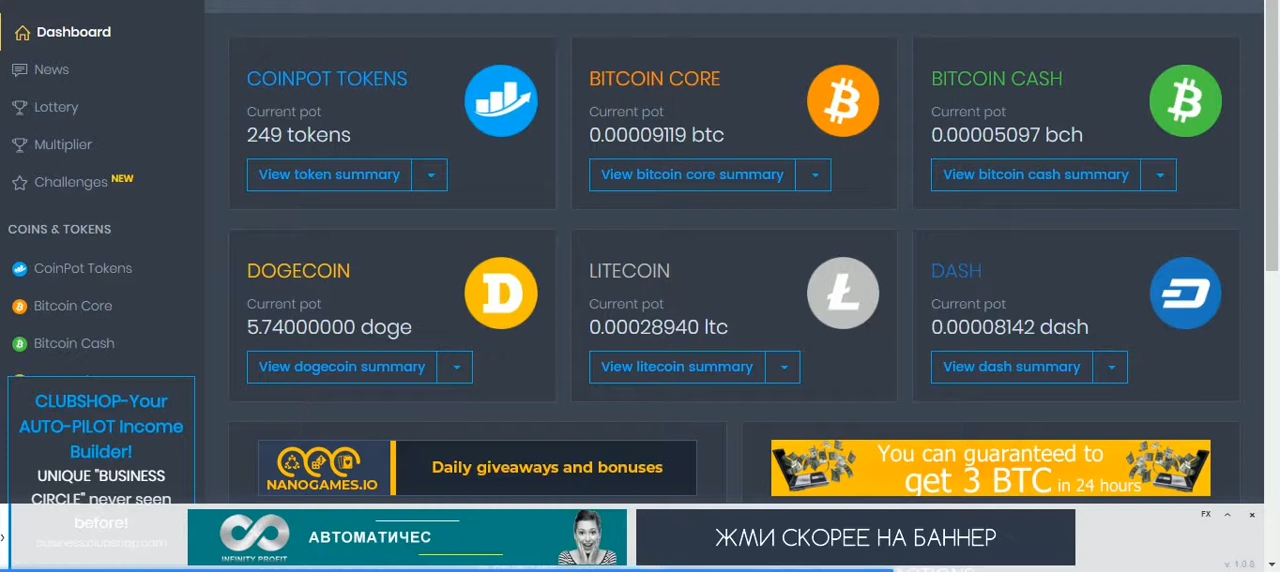 Dashboard
News
Lottery
Multiplier
Challenges NEW
COINS & TOKENS
CoinPot Tokens
Bitcoin Core
Bitcoin Cash
CLUBSHOP-Your
AUTO-PILOT Income
Builder!
UNIQUE "BUSINESS
CIRCLE" never seen
before!
business.clubshop.com
COINPOT TOKENS
Current pot
249 tokens
View token summary
BITCOIN CORE
Current pot
0.00009119 btc
View bitcoin core summary
BITCOIN CASH
Current pot
0.00005097 bch
View bitcoin cash summary
DOGECOIN
Current pot
5.74000000 doge
View dogecoin summary
LITECOIN
Current pot
0.00028940 ltc
View litecoin summary
DASH
Current pot
0.00008142 dash
View dash summary
NANOGAMES.IO
Daily giveaways and bonuses
You can guaranteed to
get 3 BTC in 24 hours
INFINITY PROFIT
АВТОМАТИЧЕС
ЖМИ СКОРЕЕ НА БАННЕР
FX
v. 1.0.8